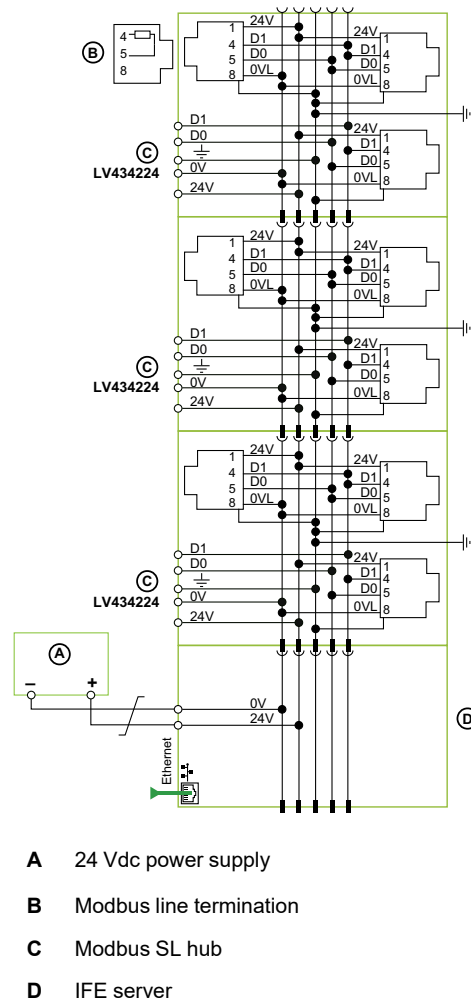 1 24V
4 D1
5 D0
8 0VL
24V 1
D1 4
D0 5
0VL 8
4
5
8
B
D1
D0
C
LV434224
0V
24V
24V 1
D1 4
D0 5
0VL 8
1 24V
4 D1
5 D0
8 0VL
24V 1
D1 4
D0 5
0VL 8
D1
D0
C
LV434224
0V
24V
24V 1
D1 4
D0 5
0VL 8
1 24V
4 D1
5 D0
8 0VL
24V 1
D1 4
D0 5
0VL 8
D1
D0
C
LV434224
0V
24V
24V 1
D1 4
D0 5
0VL 8
A
– +
0V
24V
D
Ethernet
A 24 Vdc power supply
B Modbus line termination
C Modbus SL hub
D IFE server